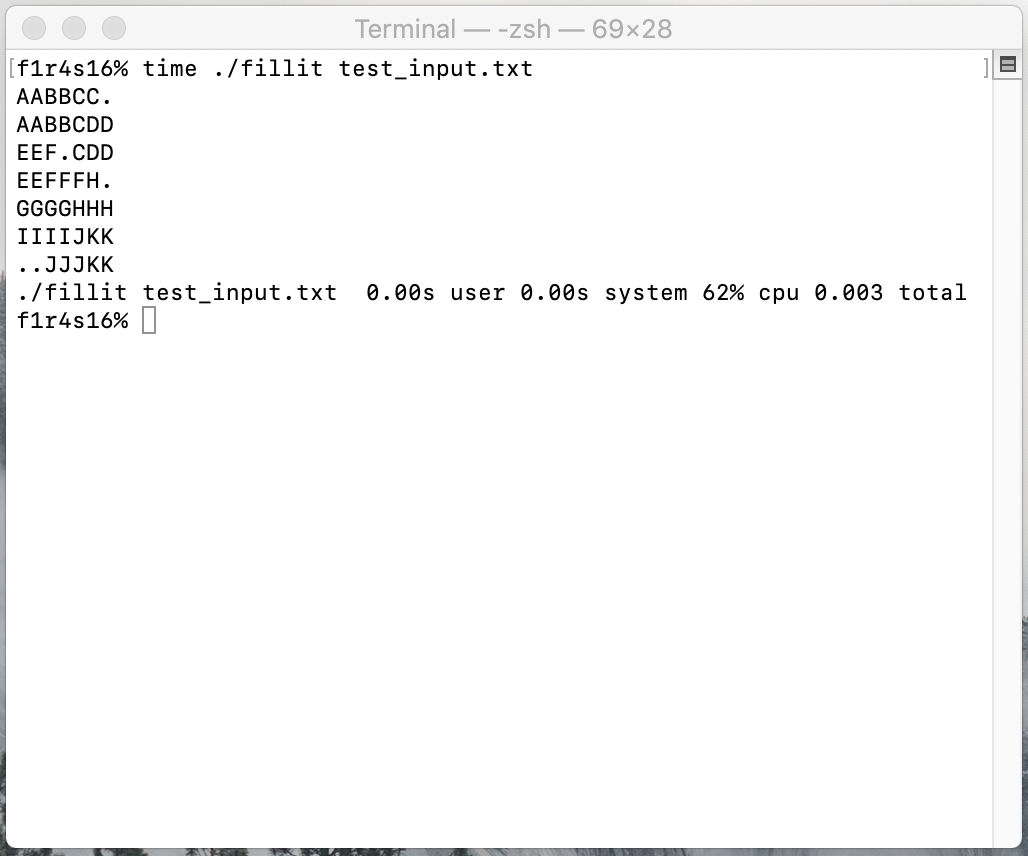 Terminal — -zsh — 69×28
[f1r4s16% time ./fillit test_input.txt ]
AABBCC.
AABBCDD
EEF.CDD
EEFFFH.
GGGGHHH
IIIIJKK
..JJJKK
./fillit test_input.txt  0.00s user 0.00s system 62% cpu 0.003 total
f1r4s16%